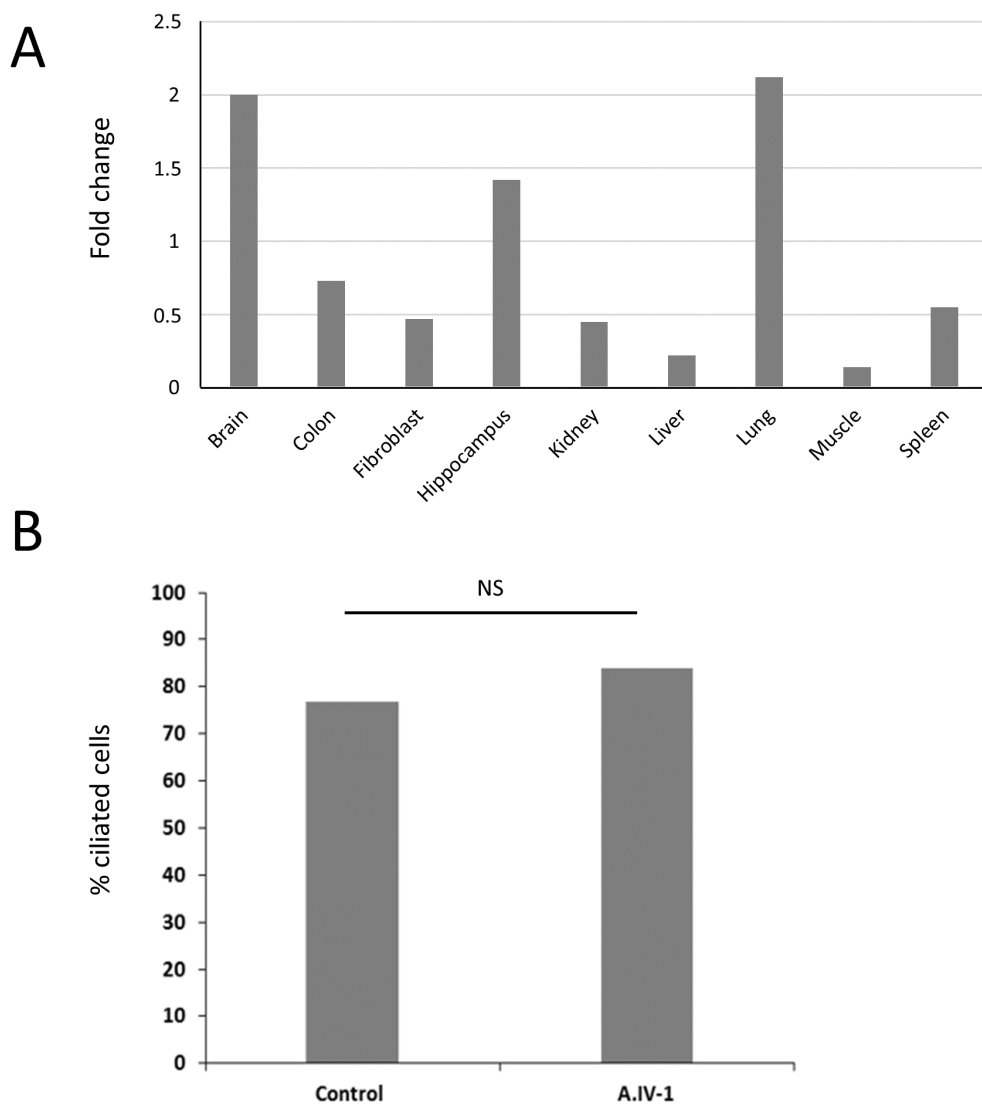 A
Fold change
2.5
2
1.5
1
0.5
0
Brain
Colon
Fibroblast
Hippocampus
Kidney
Liver
Lung
Muscle
Spleen
B
% ciliated cells
NS
100
90
80
70
60
50
40
30
20
10
0
Control
A.IV-1